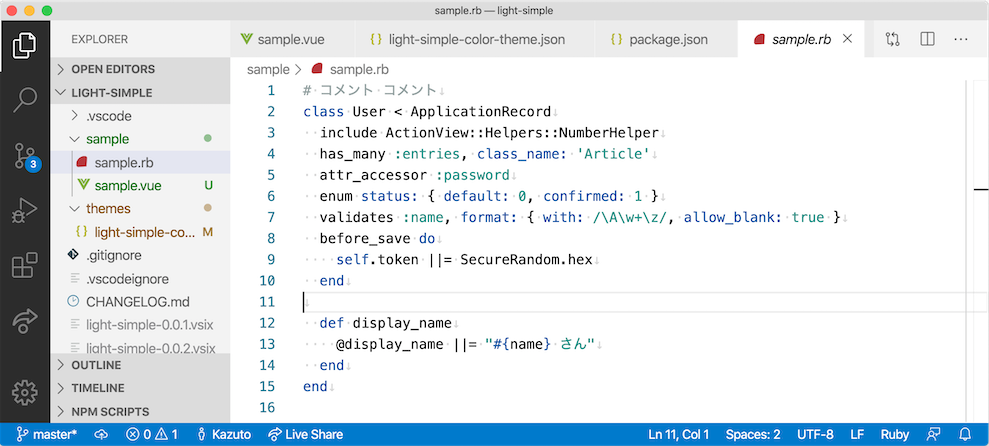 sample.rb — light-simple
EXPLORER
OPEN EDITORS
LIGHT-SIMPLE
.vscode
sample
sample.rb
sample.vue U
themes
light-simple-co... M
.gitignore
.vscodeignore
CHANGELOG.md
light-simple-0.0.1.vsix
light-simple-0.0.2.vsix
OUTLINE
TIMELINE
NPM SCRIPTS
3
sample.vue {} light-simple-color-theme.json {} package.json sample.rb
sample > sample.rb
1 # コメント コメント
2 class User < ApplicationRecord
3   include ActionView::Helpers::NumberHelper
4   has_many :entries, class_name: 'Article'
5   attr_accessor :password
6   enum status: { default: 0, confirmed: 1 }
7   validates :name, format: { with: /\A\w+\z/, allow_blank: true }
8   before_save do
9     self.token ||= SecureRandom.hex
10   end
11
12   def display_name
13     @display_name ||= "#{name} さん"
14   end
15 end
16
master* 0 1 Kazuto Live Share Ln 11, Col 1 Spaces: 2 UTF-8 LF Ruby